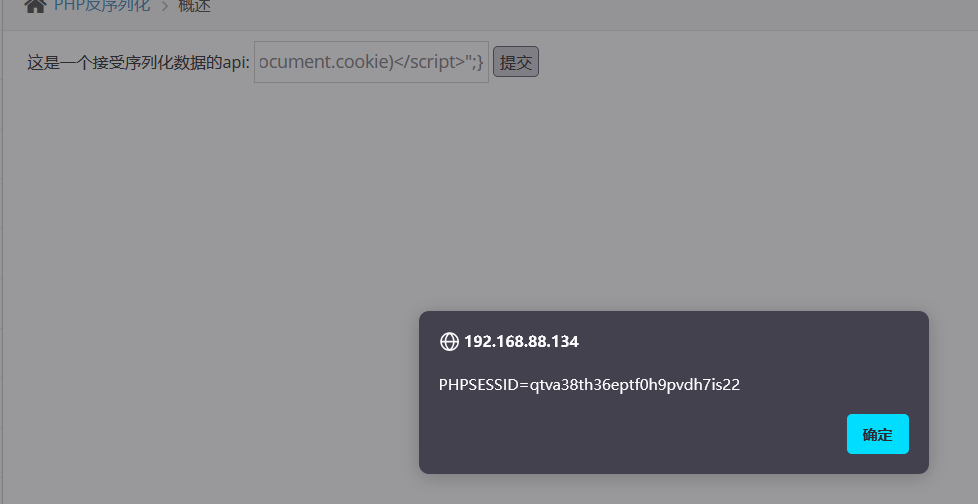 PHP反序列化 > 概述
这是一个接受序列化数据的api: ocument.cookie)</script>";} 提交
192.168.88.134
PHPSESSID=qtva38th36eptf0h9pvdh7is22
确定